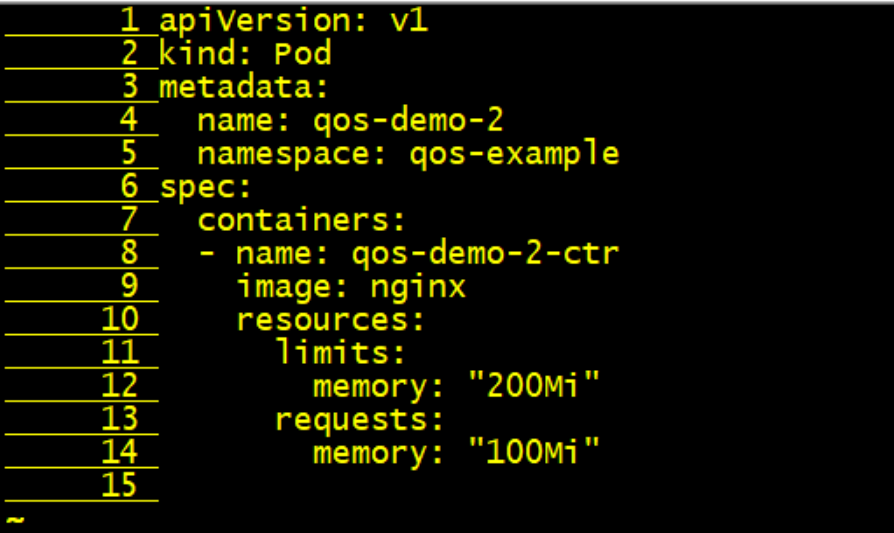 1 apiVersion: v1
2 kind: Pod
3 metadata:
4   name: qos-demo-2
5   namespace: qos-example
6 spec:
7   containers:
8   - name: qos-demo-2-ctr
9     image: nginx
10     resources:
11       limits:
12         memory: "200Mi"
13       requests:
14         memory: "100Mi"
15
~